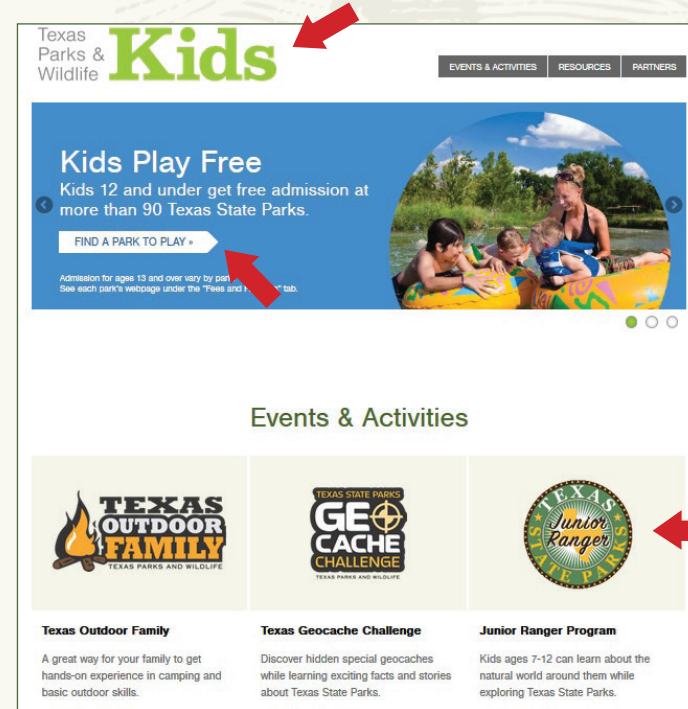 Texas
Parks &
Wildlife
Kids
EVENTS & ACTIVITIES
RESOURCES
PARTNERS
Kids Play Free
Kids 12 and under get free admission at
more than 90 Texas State Parks.
FIND A PARK TO PLAY »
Admission for ages 13 and over vary by
See each park's webpage under the "Fees and tab.
Events & Activities
TEXAS
OUTDOOR
FAMILY
TEXAS PARKS AND WILDLIFE
TEXAS STATE PARKS
GEO
CACHE
CHALLENGE
TEXAS PARKS AND WILDLIFE
TEXAS
Junior
Ranger
STATE PARKS
Texas Outdoor Family
A great way for your family to get
hands-on experience in camping and
basic outdoor skills.
Texas Geocache Challenge
Discover hidden special geocaches
while learning exciting facts and stories
about Texas State Parks.
Junior Ranger Program
Kids ages 7-12 can learn about the
natural world around them while
exploring Texas State Parks.